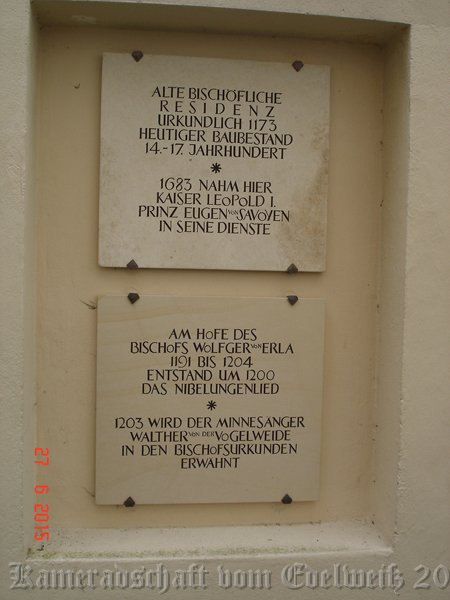 ALTE BISCHÖFLICHE
RESIDENZ
URKUNDLICH 1173
HEUTIGER BAUBESTAND
14.-17. JAHRHUNDERT
*
1683 NAHM HIER
KAISER LEOPOLD I.
PRINZ EUGEN VON SAVOYEN
IN SEINE DIENSTE
AM HOFE DES
BISCHOFS WOLFGER VON ERLA
1191 BIS 1204
ENTSTAND UM 1200
DAS NIBELUNGENLIED
*
1203 WIRD DER MINNESÄNGER
WALTHER VON DER VOGELWEIDE
IN DEN BISCHOFSURKUNDEN
ERWÄHNT
27 6 2015
Kameradschaft vom Edelweiß 20